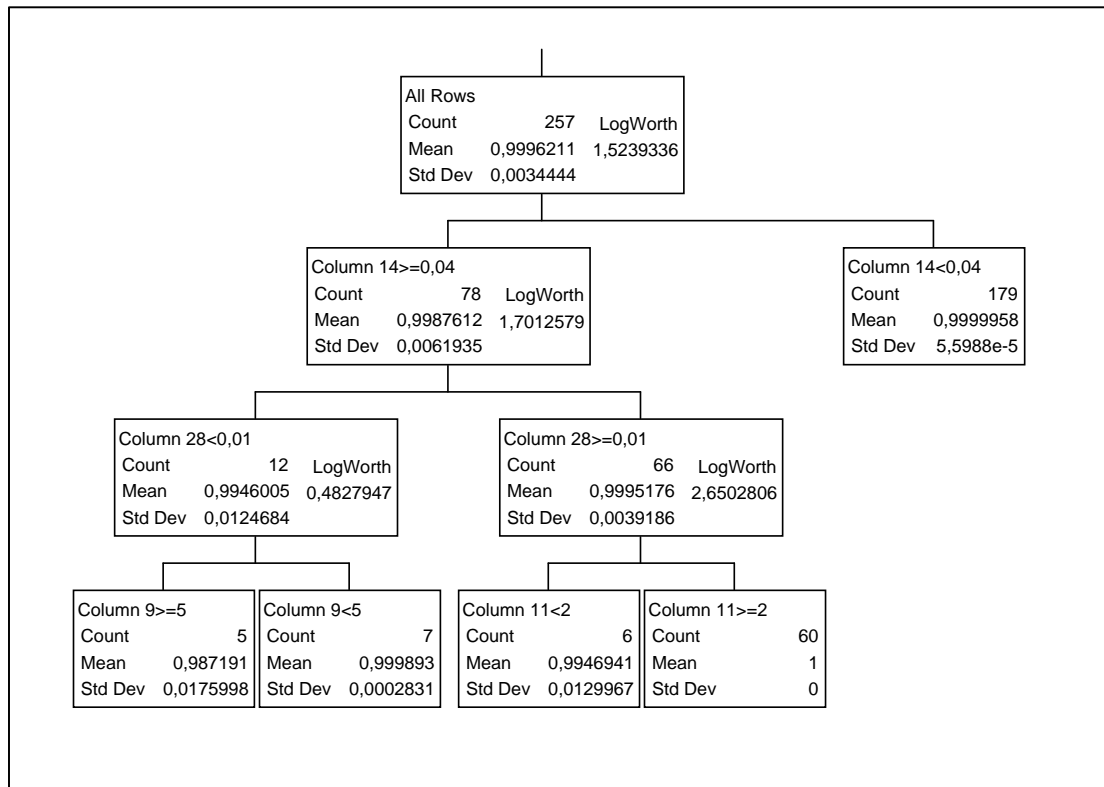 All Rows
Count 257 LogWorth
Mean 0,9996211 1,5239336
Std Dev 0,0034444
Column 14>=0,04
Count 78 LogWorth
Mean 0,9987612 1,7012579
Std Dev 0,0061935
Column 14<0,04
Count 179
Mean 0,9999958
Std Dev 5,5988e-5
Column 28<0,01
Count 12 LogWorth
Mean 0,9946005 0,4827947
Std Dev 0,0124684
Column 28>=0,01
Count 66 LogWorth
Mean 0,9995176 2,6502806
Std Dev 0,0039186
Column 9>=5
Count 5
Mean 0,987191
Std Dev 0,0175998
Column 9<5
Count 7
Mean 0,999893
Std Dev 0,0002831
Column 11<2
Count 6
Mean 0,9946941
Std Dev 0,0129967
Column 11>=2
Count 60
Mean 1
Std Dev 0